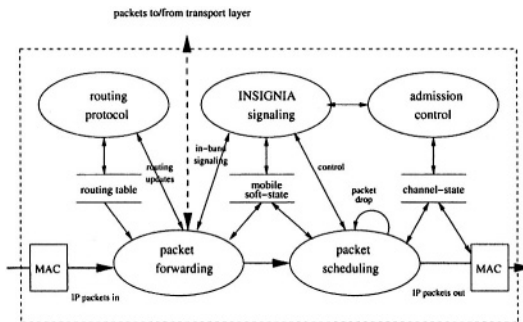 packets to/from transport layer
routing
protocol
INSIGNIA
signaling
admission
control
in-band
signaling
routing
updates
control
routing table
mobile
soft-state
packet
drop
channel-state
MAC
packet
forwarding
packet
scheduling
MAC
IP packets in
IP packets out